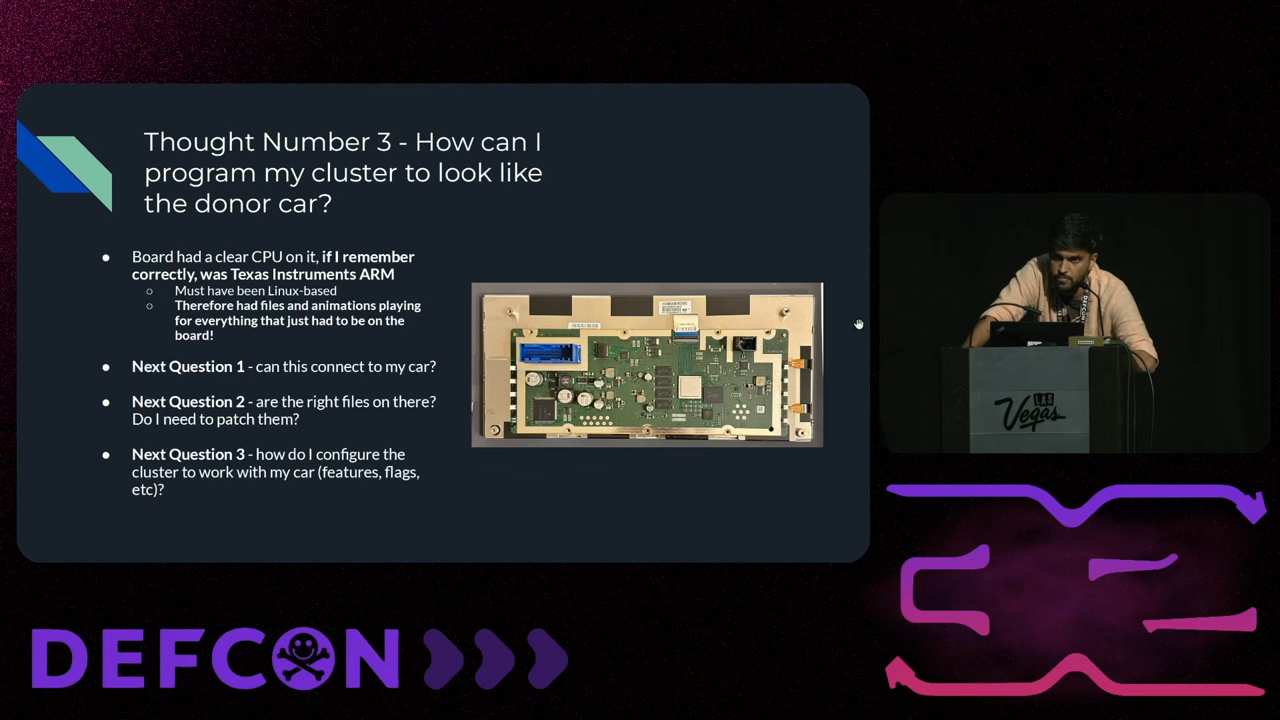 Thought Number 3 - How can I
program my cluster to look like
the donor car?
● Board had a clear CPU on it, if I remember
correctly, was Texas Instruments ARM
○ Must have been Linux-based
○ Therefore had files and animations playing
for everything that just had to be on the
board!
● Next Question 1 - can this connect to my car?
● Next Question 2 - are the right files on there?
Do I need to patch them?
● Next Question 3 - how do I configure the
cluster to work with my car (features, flags,
etc)?
DEFCON
LAS
Vegas
DEFCON